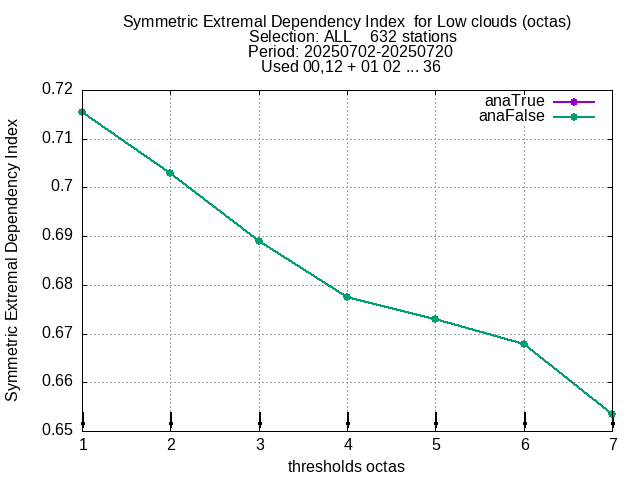 Symmetric Extremal Dependency Index  for Low clouds (octas)
Selection: ALL    632 stations
Period: 20250702-20250720
Used 00,12 + 01 02 ... 36
anaTrue
anaFalse
Symmetric Extremal Dependency Index
0.72
0.71
0.7
0.69
0.68
0.67
0.66
0.65
1 2 3 4 5 6 7
thresholds octas